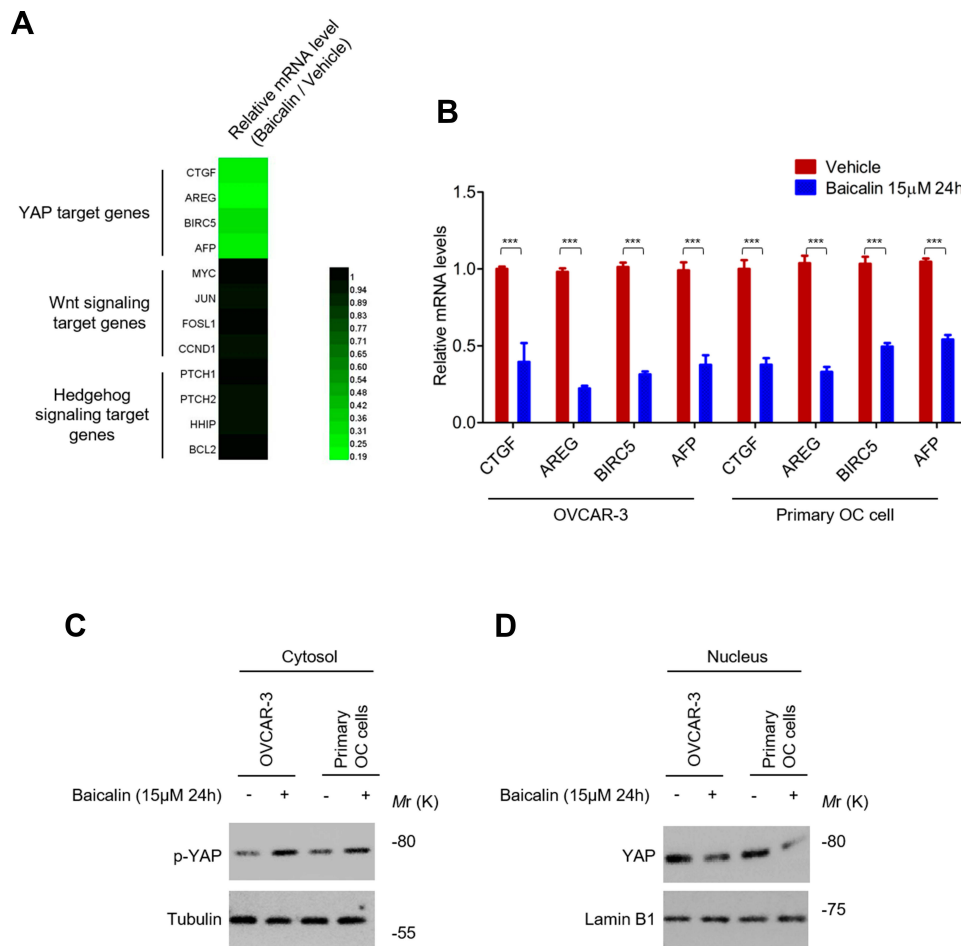 A
Relative mRNA level
(Baicalin / Vehicle)
YAP target genes
CTGF
AREG
BIRC5
AFP
Wnt signaling
target genes
MYC
JUN
FOSL1
CCND1
Hedgehog
signaling target
genes
PTCH1
PTCH2
HHIP
BCL2
1
0.94
0.89
0.83
0.77
0.71
0.65
0.6
0.54
0.48
0.42
0.36
0.31
0.25
0.19
B
Vehicle
Baicalin 15μM 24h
Relative mRNA levels
1.5
1.0
0.5
0.0
*** *** *** *** *** *** *** ***
CTGF AREG BIRC5 AFP CTGF AREG BIRC5 AFP
OVCAR-3 Primary OC cell
C
Cytosol
OVCAR-3
Primary
OC cells
Baicalin (15μM 24h) - + - + Mr (K)
p-YAP -80
Tubulin -55
D
Nucleus
OVCAR-3
Primary
OC cells
Baicalin (15μM 24h) - + - + Mr (K)
YAP -80
Lamin B1 -75